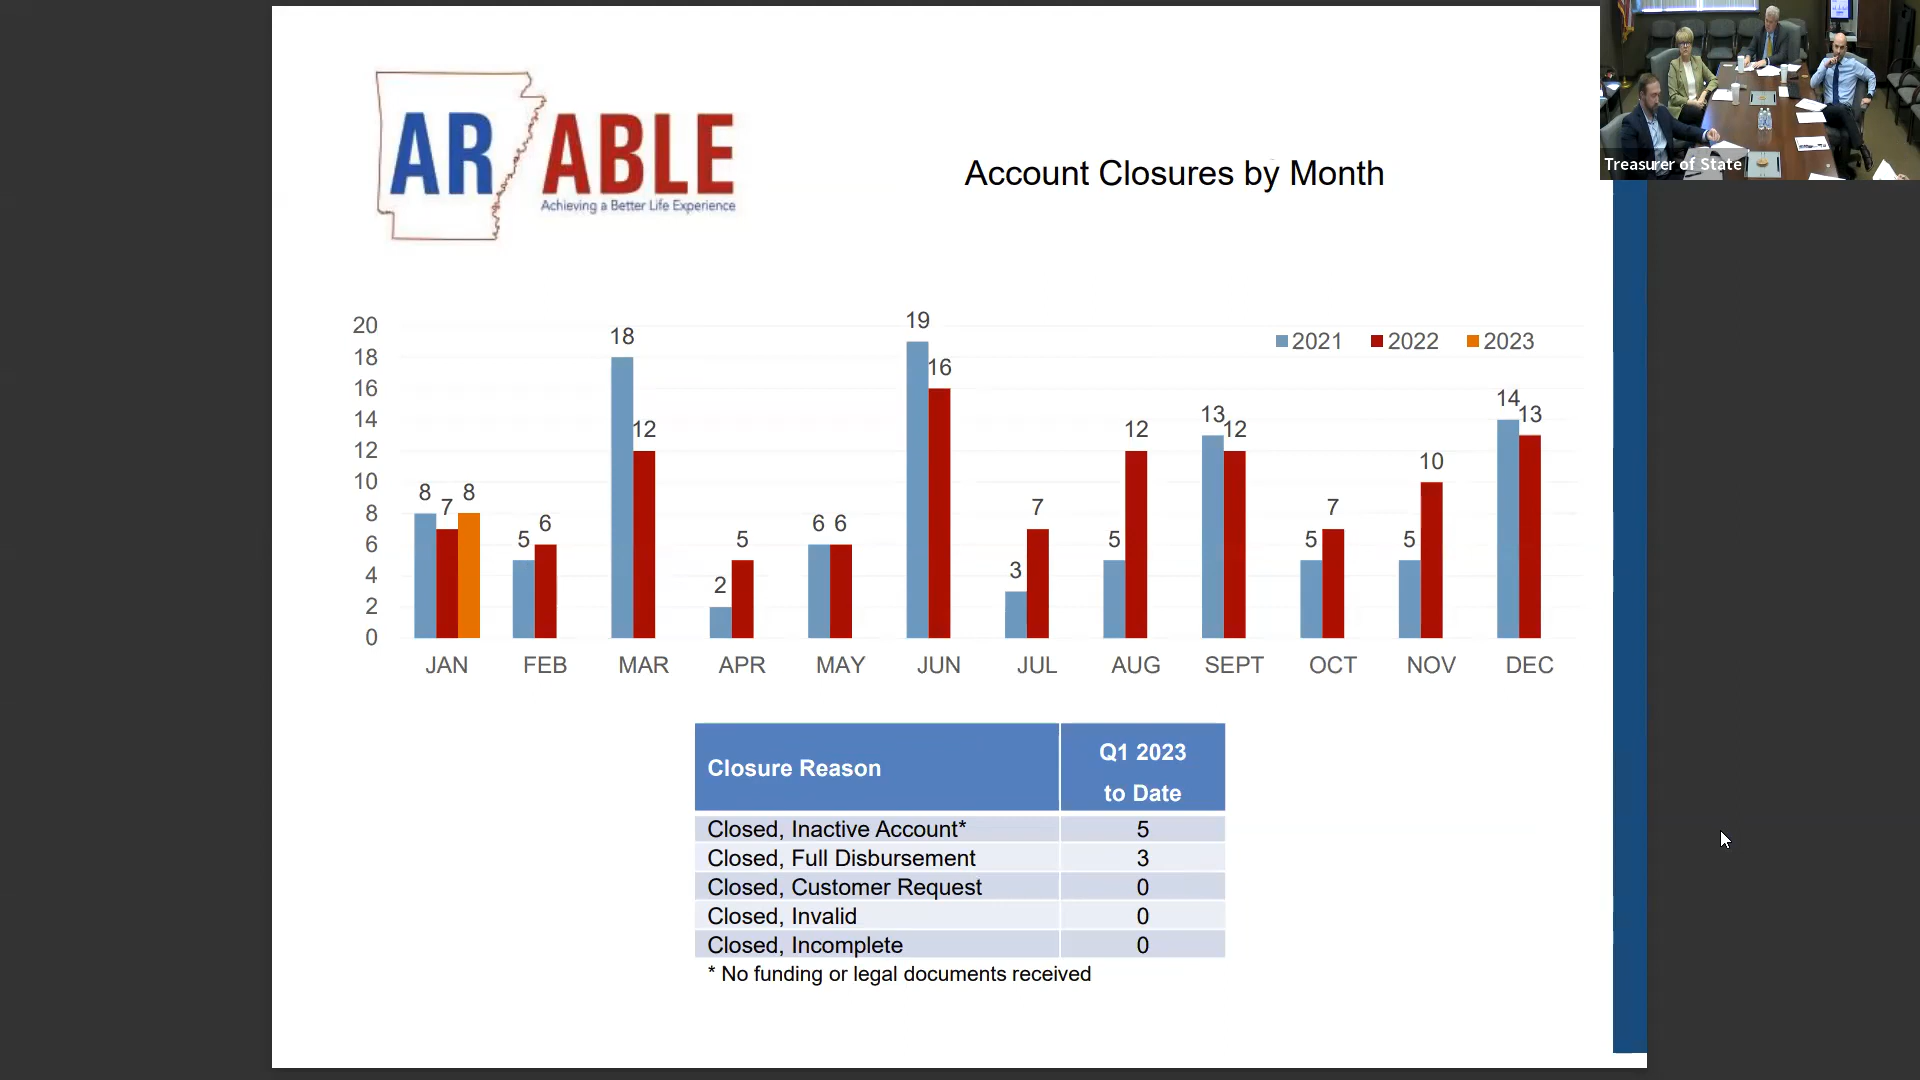 AR ABLE
Achieving a Better Life Experience
Account Closures by Month
Treasurer of State
2021 2022 2023
20
18
16
14
12
10
8
6
4
2
0
8 7 8
5 6
18 12
2 5
6 6
19 16
3 7
5 12
13 12
5 7
5 10
14 13
JAN FEB MAR APR MAY JUN JUL AUG SEPT OCT NOV DEC
Closure Reason Q1 2023
to Date
Closed, Inactive Account* 5
Closed, Full Disbursement 3
Closed, Customer Request 0
Closed, Invalid 0
Closed, Incomplete 0
* No funding or legal documents received